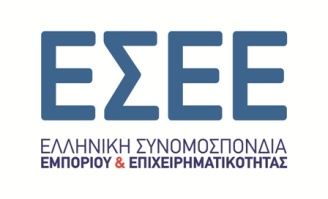 ΕΣΕΕ
ΕΛΛΗΝΙΚΗ ΣΥΝΟΜΟΣΠΟΝΔΙΑ
ΕΜΠΟΡΙΟΥ & ΕΠΙΧΕΙΡΗΜΑΤΙΚΟΤΗΤΑΣ